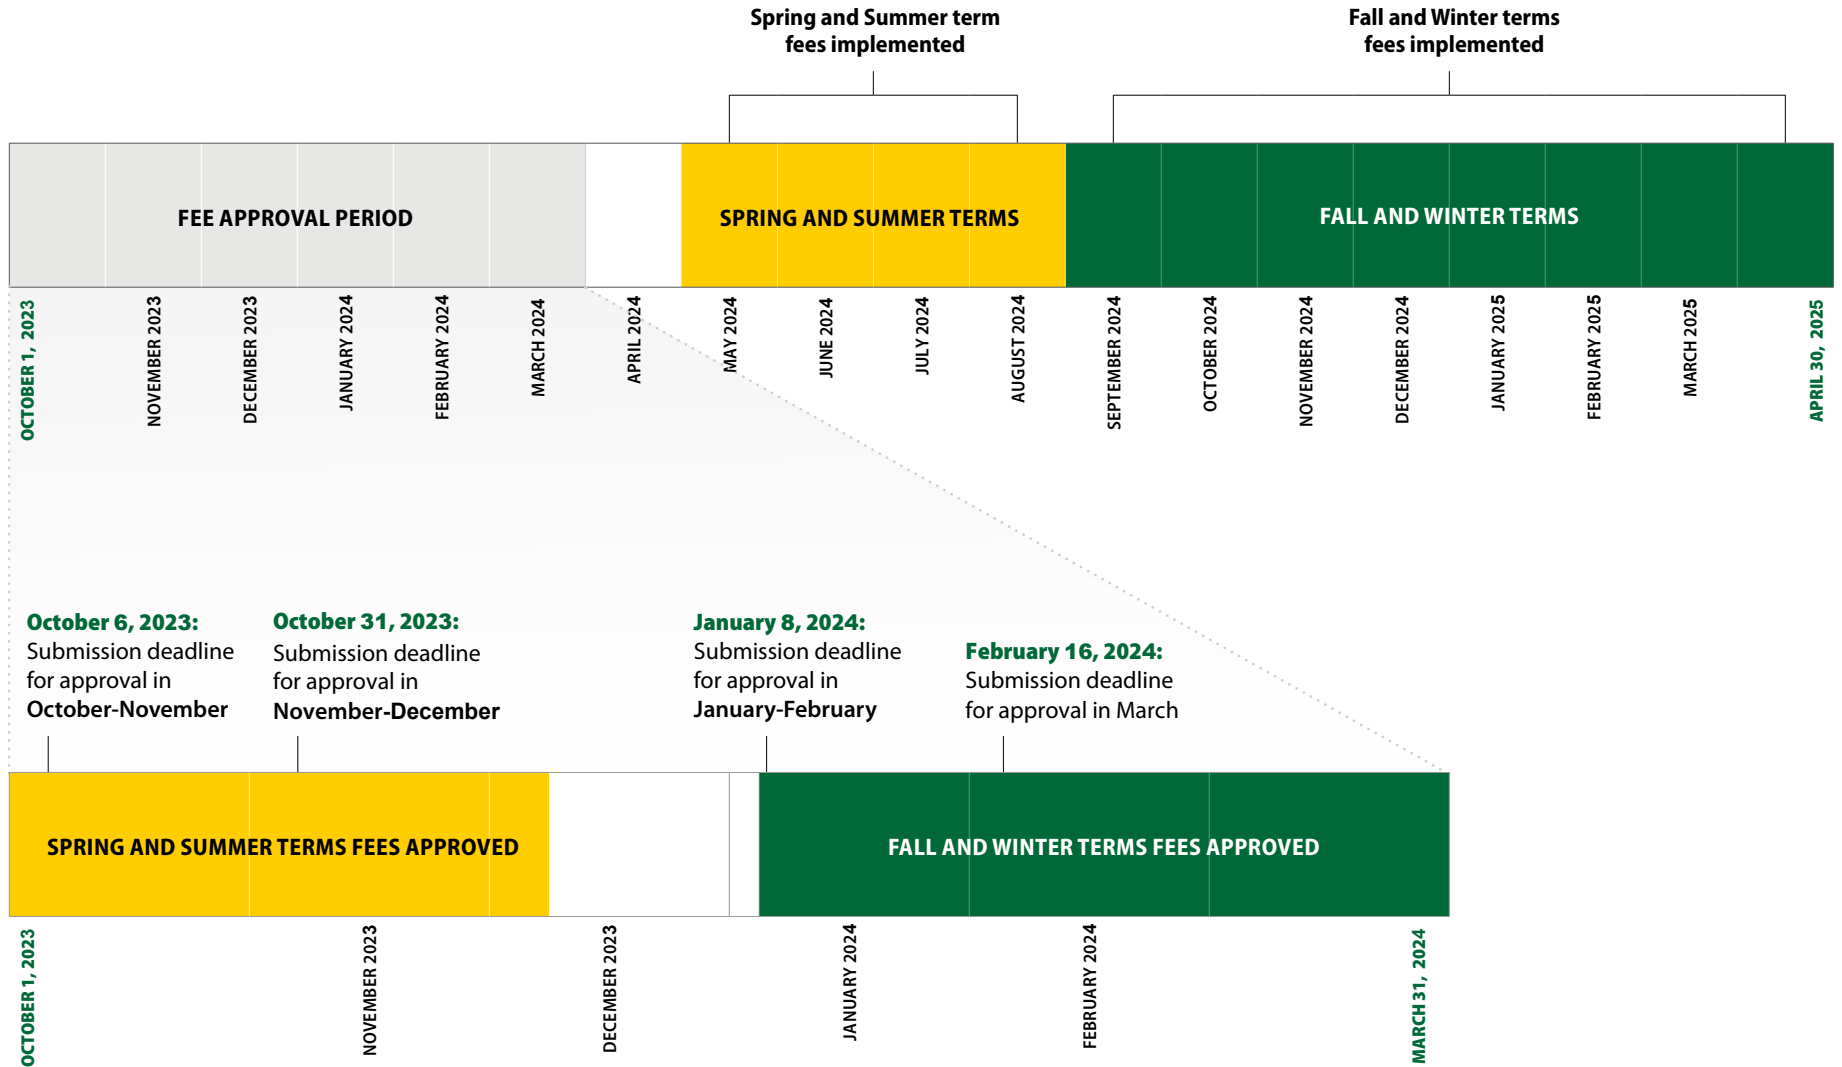 Spring and Summer term
fees implemented
Fall and Winter terms
fees implemented
FEE APPROVAL PERIOD
SPRING AND SUMMER TERMS
FALL AND WINTER TERMS
OCTOBER 1, 2023
NOVEMBER 2023
DECEMBER 2023
JANUARY 2024
FEBRUARY 2024
MARCH 2024
APRIL 2024
MAY 2024
JUNE 2024
JULY 2024
AUGUST 2024
SEPTEMBER 2024
OCTOBER 2024
NOVEMBER 2024
DECEMBER 2024
JANUARY 2025
FEBRUARY 2025
MARCH 2025
APRIL 30, 2025
October 6, 2023:
Submission deadline
for approval in
October-November
October 31, 2023:
Submission deadline
for approval in
November-December
January 8, 2024:
Submission deadline
for approval in
January-February
February 16, 2024:
Submission deadline
for approval in March
SPRING AND SUMMER TERMS FEES APPROVED
FALL AND WINTER TERMS FEES APPROVED
OCTOBER 1, 2023
NOVEMBER 2023
DECEMBER 2023
JANUARY 2024
FEBRUARY 2024
MARCH 31, 2024